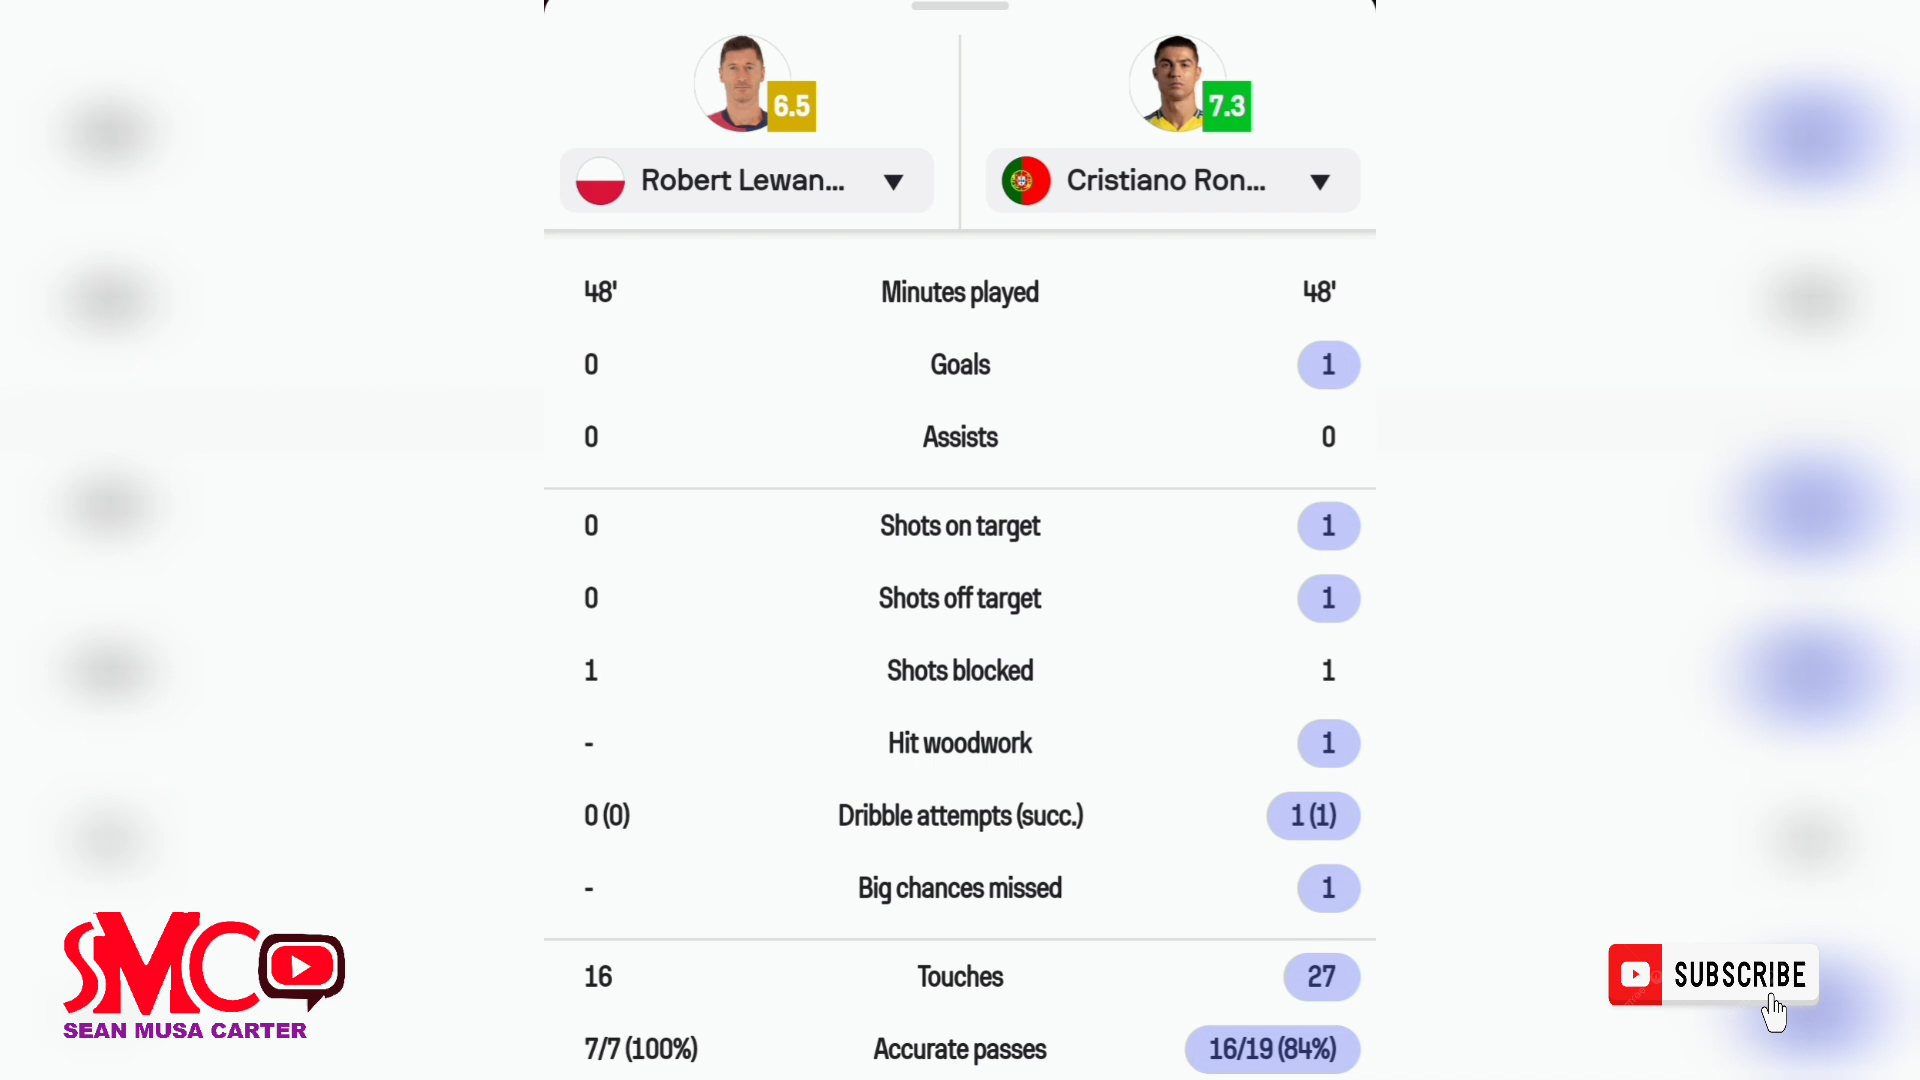 6.5
7.3
Robert Lewan...
Cristiano Ron...
48' Minutes played 48'
0 Goals 1
0 Assists 0
0 Shots on target 1
0 Shots off target 1
1 Shots blocked 1
- Hit woodwork 1
0 (0) Dribble attempts (succ.) 1 (1)
- Big chances missed 1
16 Touches 27
7/7 (100%) Accurate passes 16/19 (84%)
SMC
SEAN MUSA CARTER
SUBSCRIBE